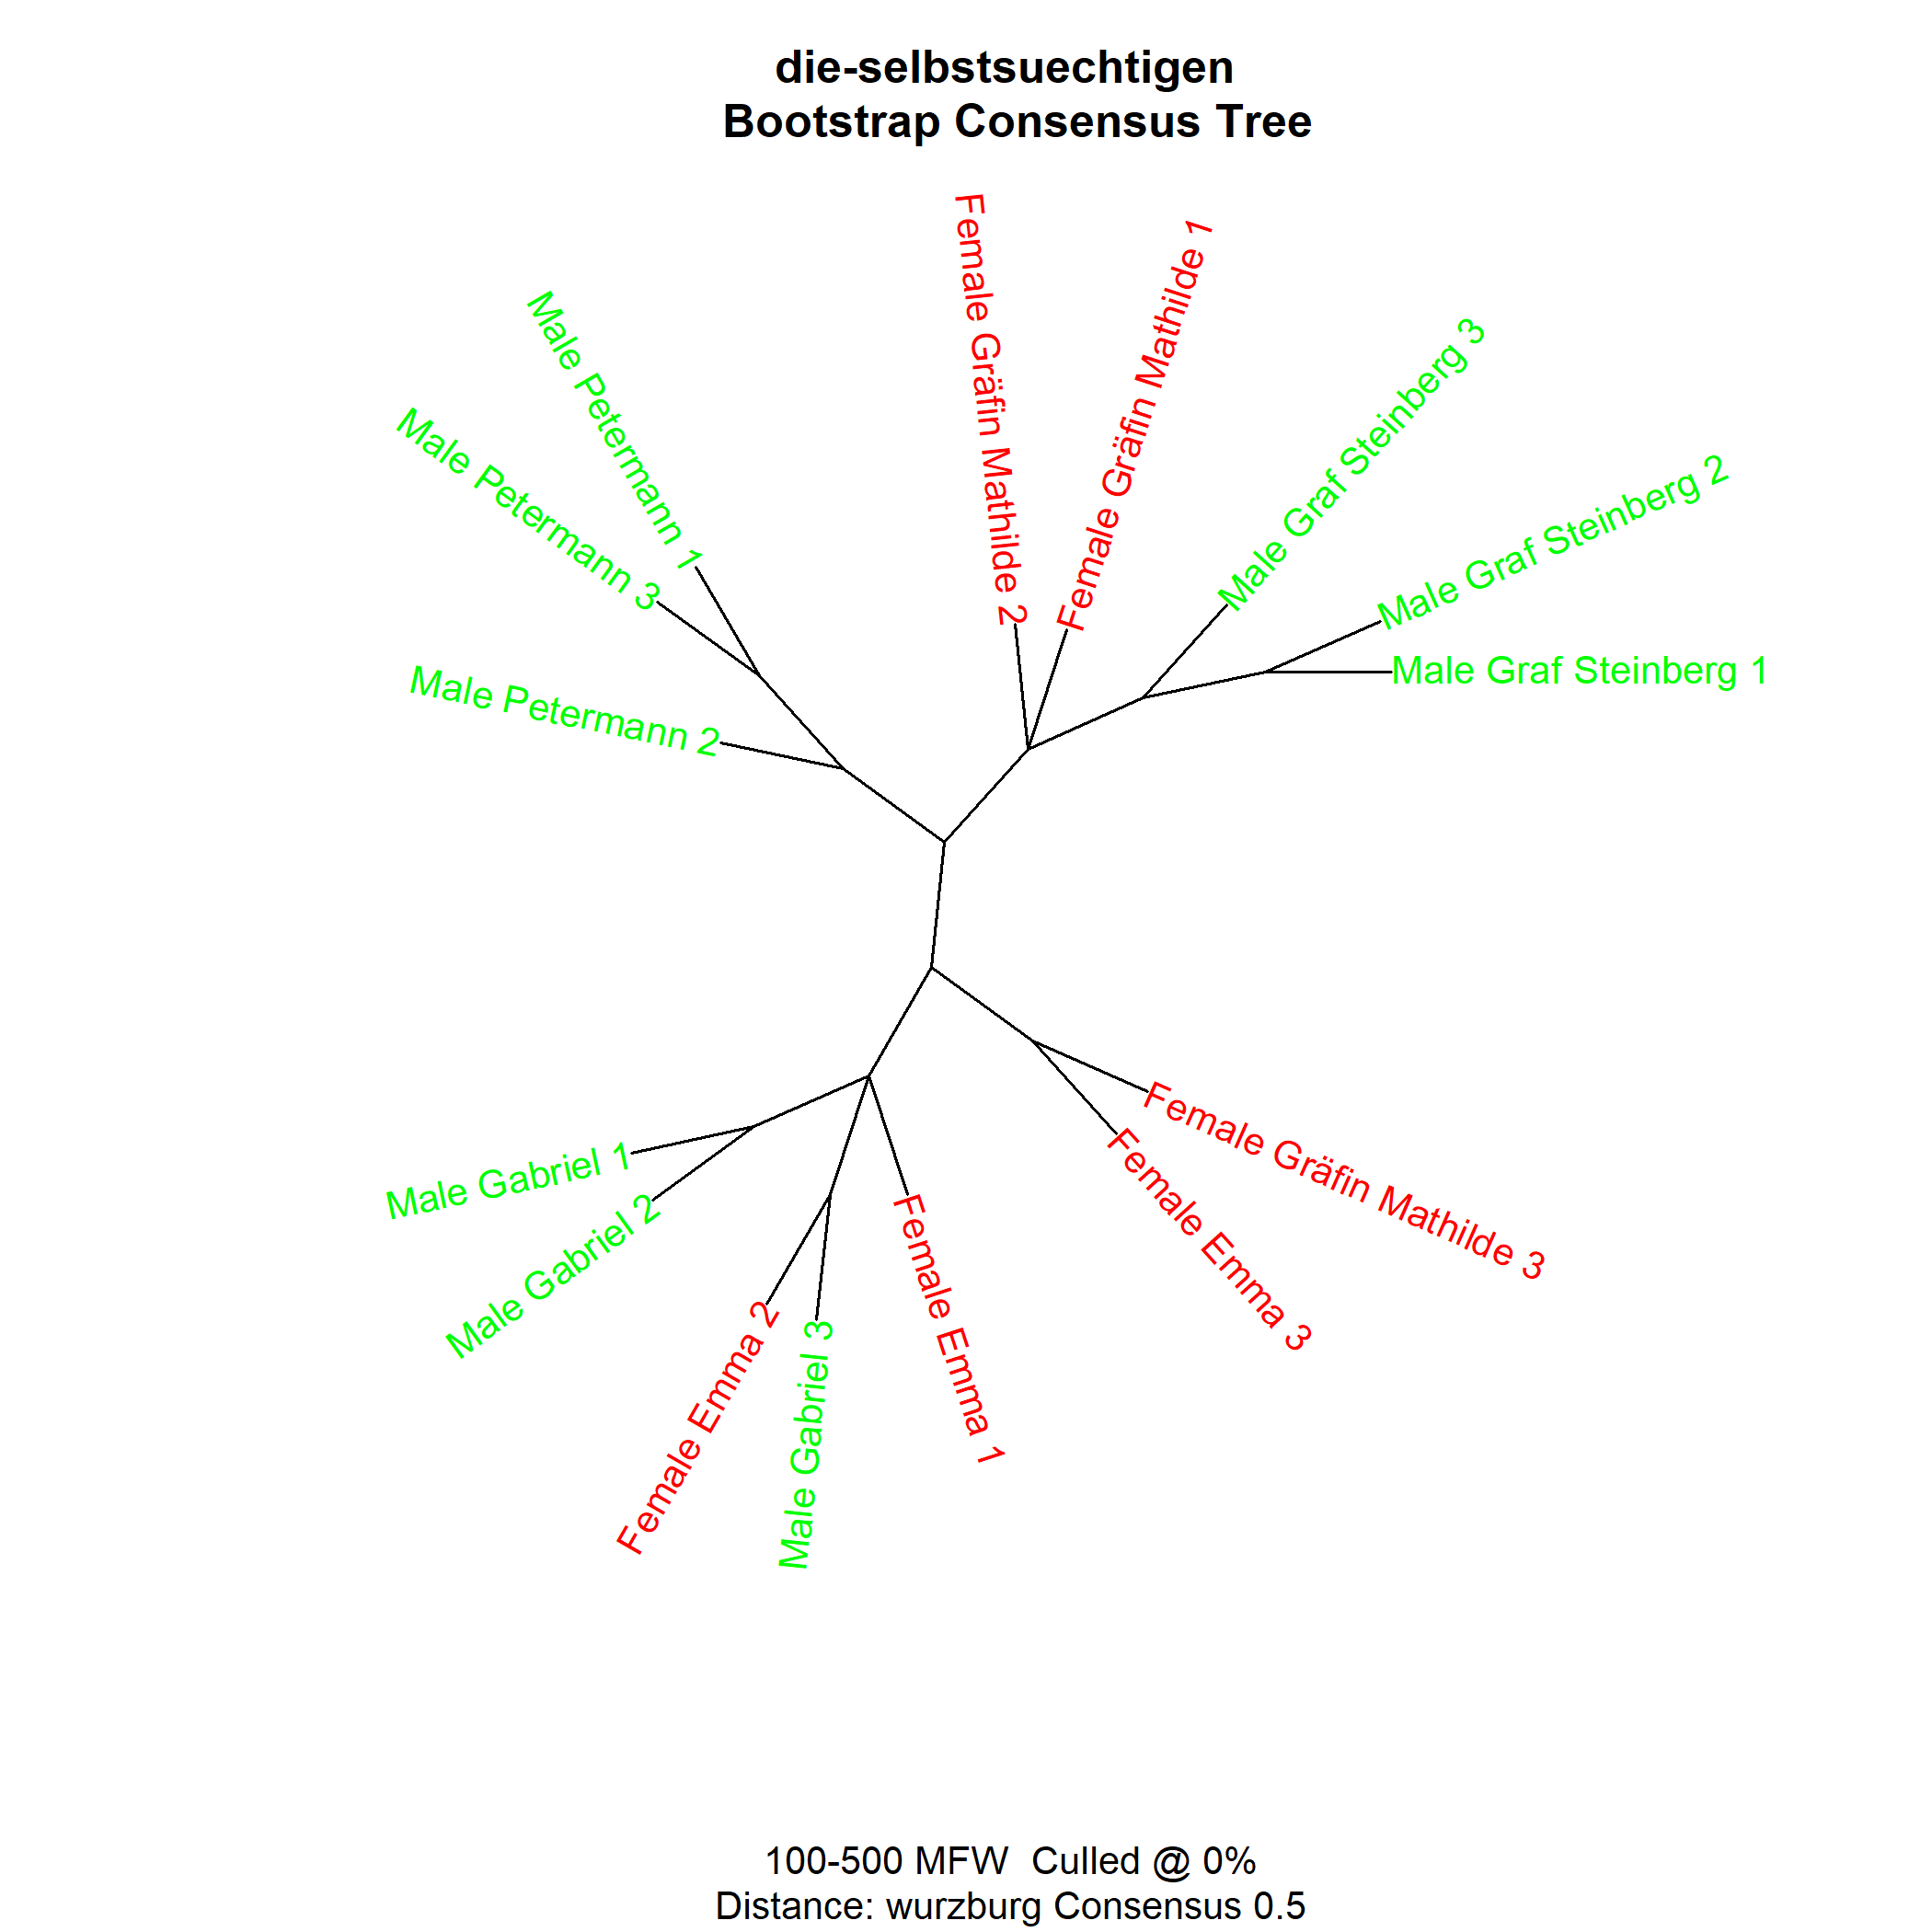 die-selbstsuechtigen
Bootstrap Consensus Tree
Female Gräfin Mathilde 2
Female Gräfin Mathilde 1
Male Graf Steinberg 3
Male Graf Steinberg 2
Male Graf Steinberg 1
Male Petermann 1
Male Petermann 3
Male Petermann 2
Female Gräfin Mathilde 3
Female Emma 3
Male Gabriel 1
Male Gabriel 2
Female Emma 2
Male Gabriel 3
Female Emma 1
100-500 MFW  Culled @ 0%
Distance: wurzburg Consensus 0.5